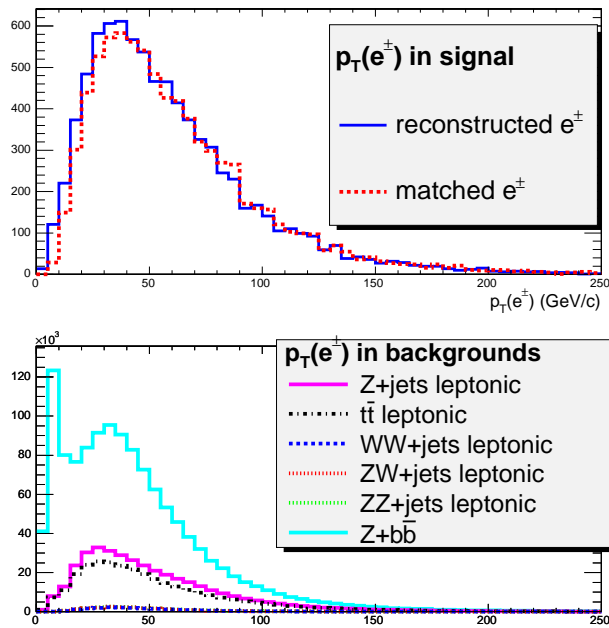 600
500
400
300
200
100
0
0 50 100 150 200 250
p_T(e^±) (GeV/c)
p_T(e^±) in signal
reconstructed e^±
matched e^±
×10³
120
100
80
60
40
20
0
0 50 100 150 200 250
p_T(e^±) in backgrounds
Z+jets leptonic
tt̄ leptonic
WW+jets leptonic
ZW+jets leptonic
ZZ+jets leptonic
Z+bb̄